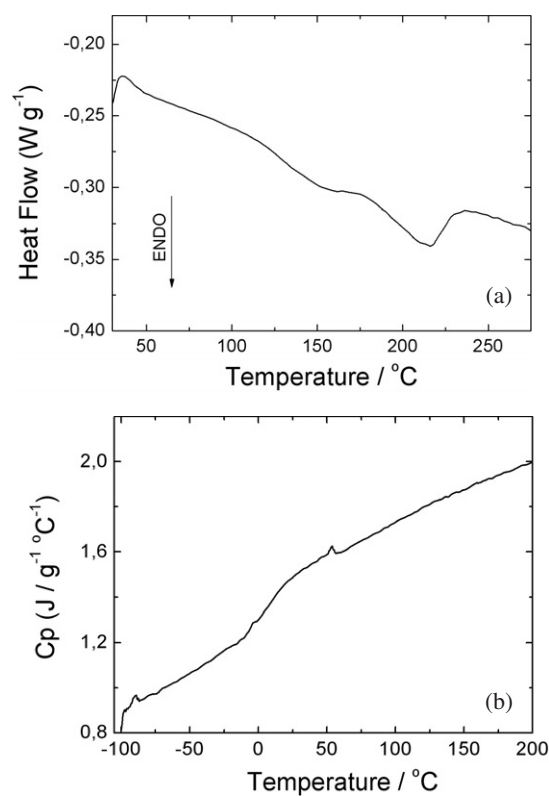 -0,20
-0,25
-0,30
-0,35
-0,40
Heat Flow (W g⁻¹)
ENDO
(a)
50 100 150 200 250
Temperature / °C
2,0
1,6
1,2
0,8
Cp (J / g⁻¹ °C⁻¹)
(b)
-100 -50 0 50 100 150 200
Temperature / °C